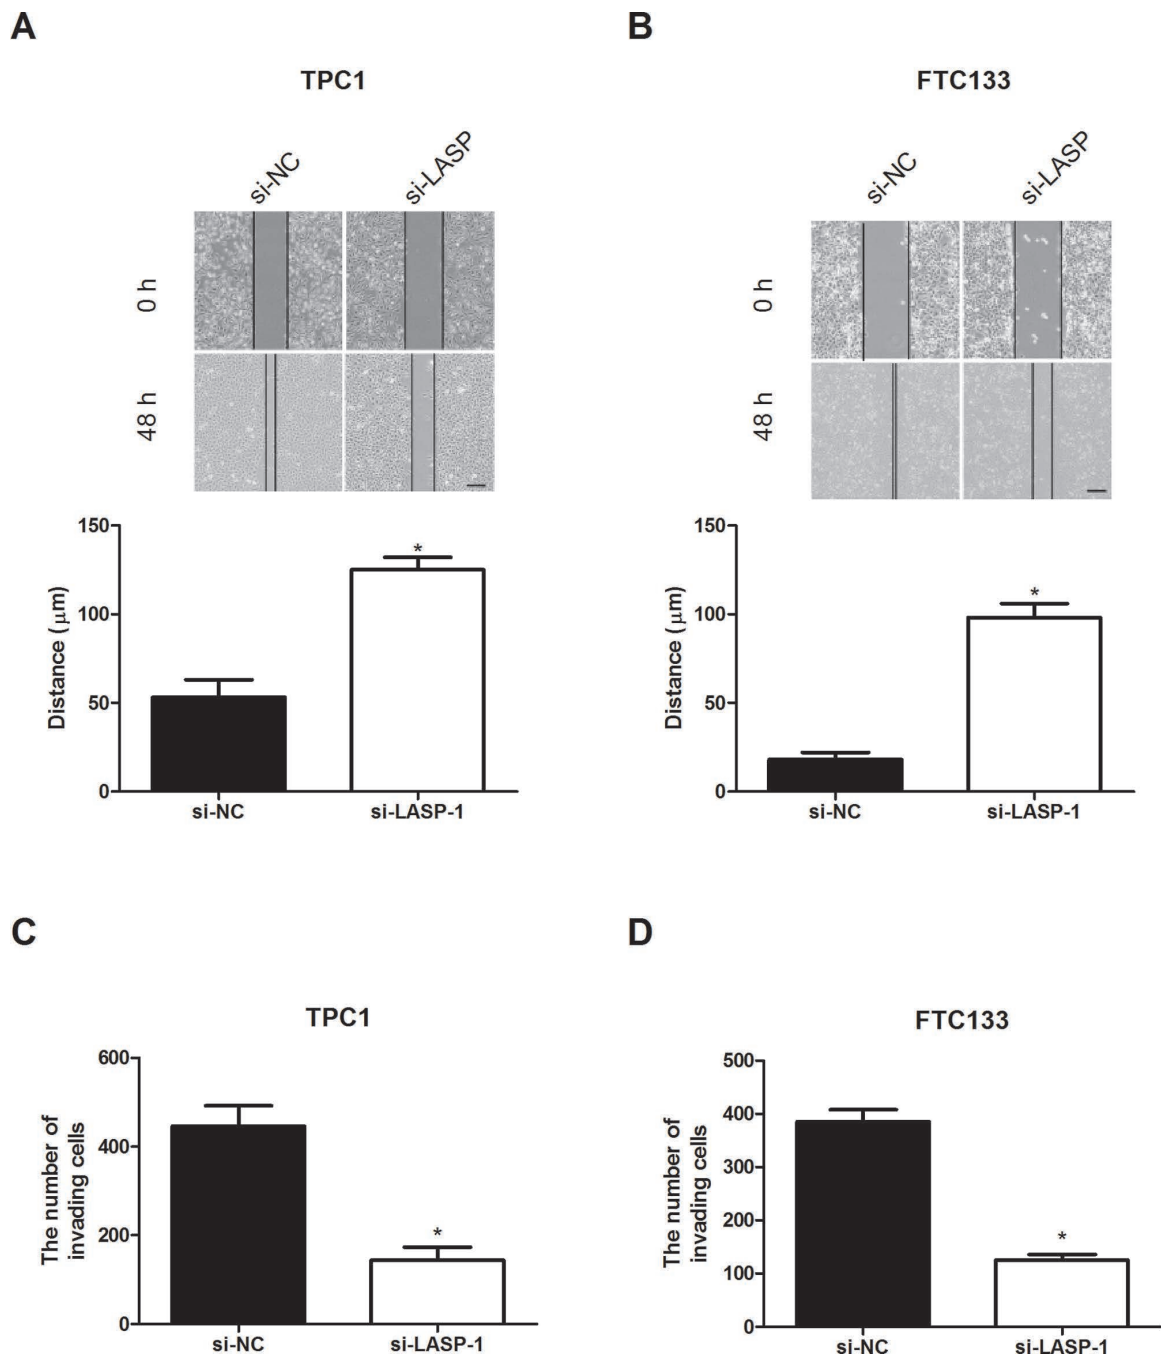 A
TPC1
si-NC
si-LASP
0 h
48 h
150
100
50
0
Distance (μm)
*
si-NC
si-LASP-1
B
FTC133
si-NC
si-LASP
0 h
48 h
150
100
50
0
Distance (μm)
*
si-NC
si-LASP-1
C
TPC1
600
400
200
0
The number of
invading cells
*
si-NC
si-LASP-1
D
FTC133
500
400
300
200
100
0
The number of
invading cells
*
si-NC
si-LASP-1